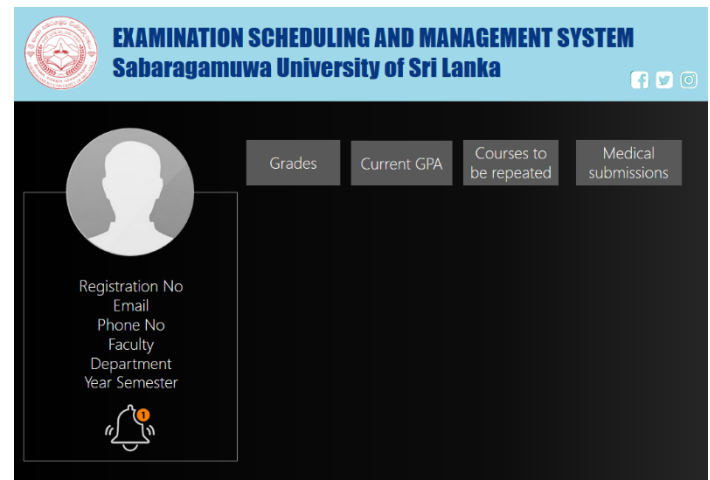 EXAMINATION SCHEDULING AND MANAGEMENT SYSTEM
Sabaragamuwa University of Sri Lanka
Grades
Current GPA
Courses to
be repeated
Medical
submissions
Registration No
Email
Phone No
Faculty
Department
Year Semester
1